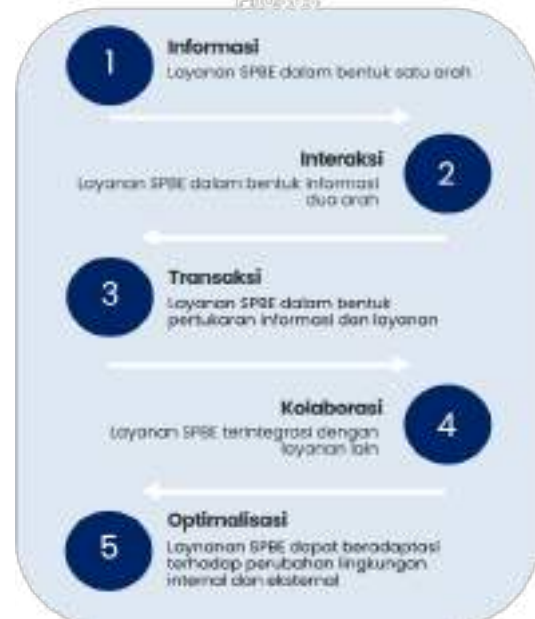 1
Informasi
Layanan SPBE dalam bentuk satu arah
Interaksi
2
Layanan SPBE dalam bentuk informasi
dua arah
3
Transaksi
Layanan SPBE dalam bentuk
pertukaran informasi dan layanan
Kolaborasi
4
Layanan SPBE terintegrasi dengan
layanan lain
5
Optimalisasi
Laynanan SPBE dapat beradaptasi
terhadap perubahan lingkungan
internal dan eksternal